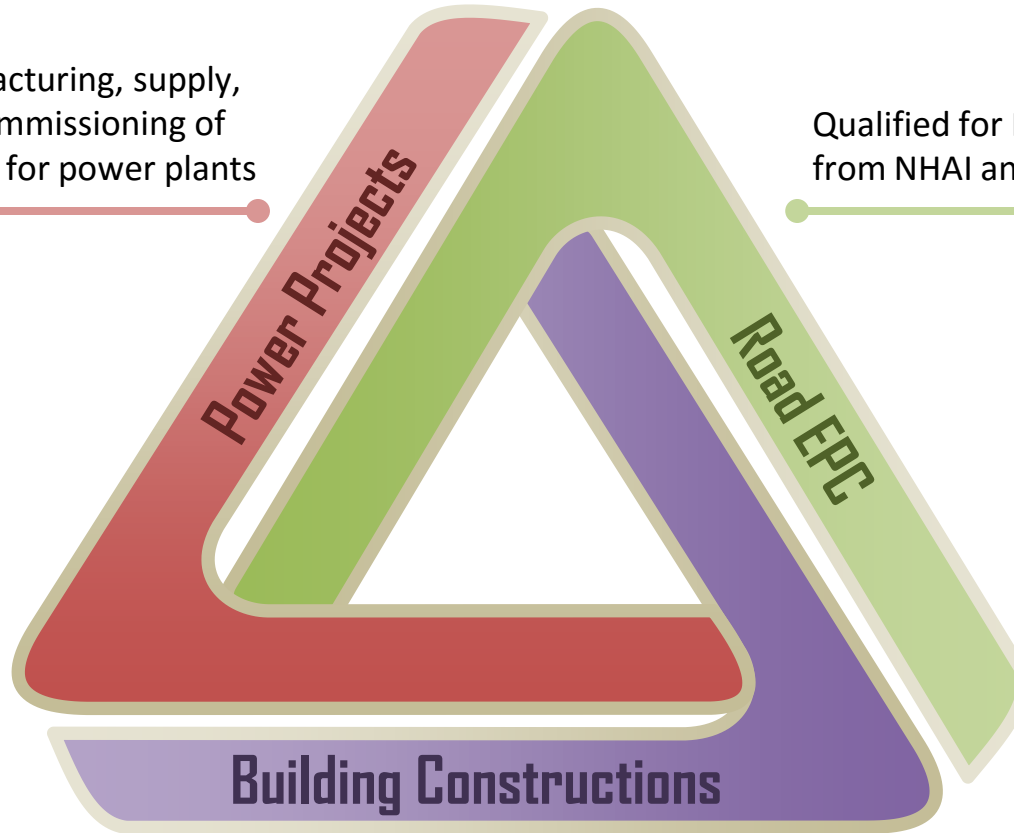 acturing, supply,
mmissioning of
for power plants
Qualified for
from NHAI an
Power Projects
Road EPC
Building Constructions